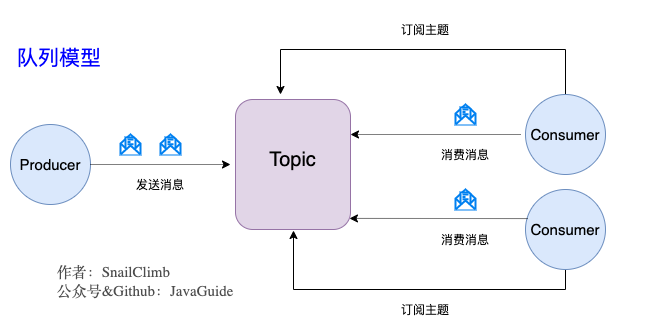 订阅主题
队列模型
Producer
发送消息
Topic
消费消息
Consumer
消费消息
Consumer
订阅主题
作者：SnailClimb
公众号&Github：JavaGuide